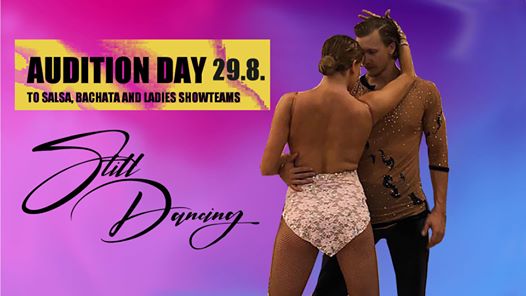 AUDITION DAY 29.8.
TO SALSA, BACHATA AND LADIES SHOWTEAMS
Still
Dancing